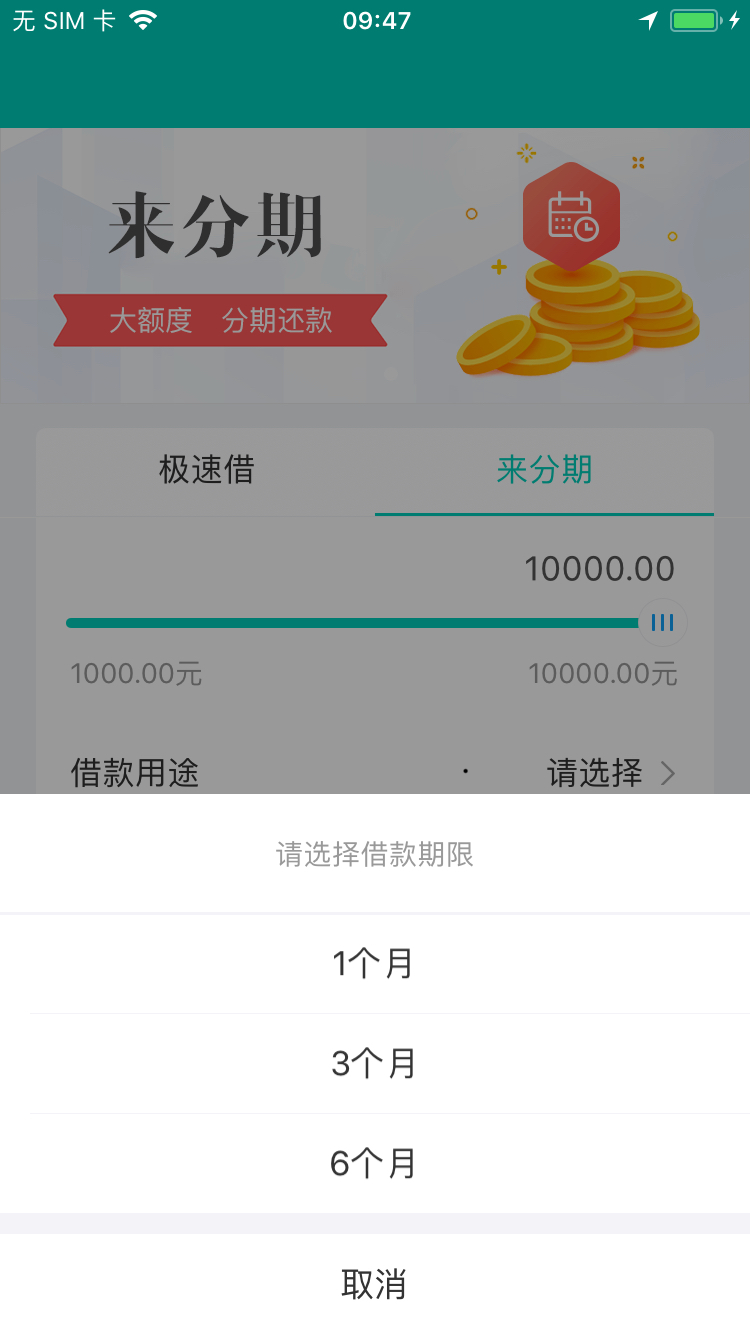 无 SIM 卡
09:47
来分期
大额度 分期还款
极速借
来分期
10000.00
1000.00元
10000.00元
借款用途
·
请选择
请选择借款期限
1个月
3个月
6个月
取消